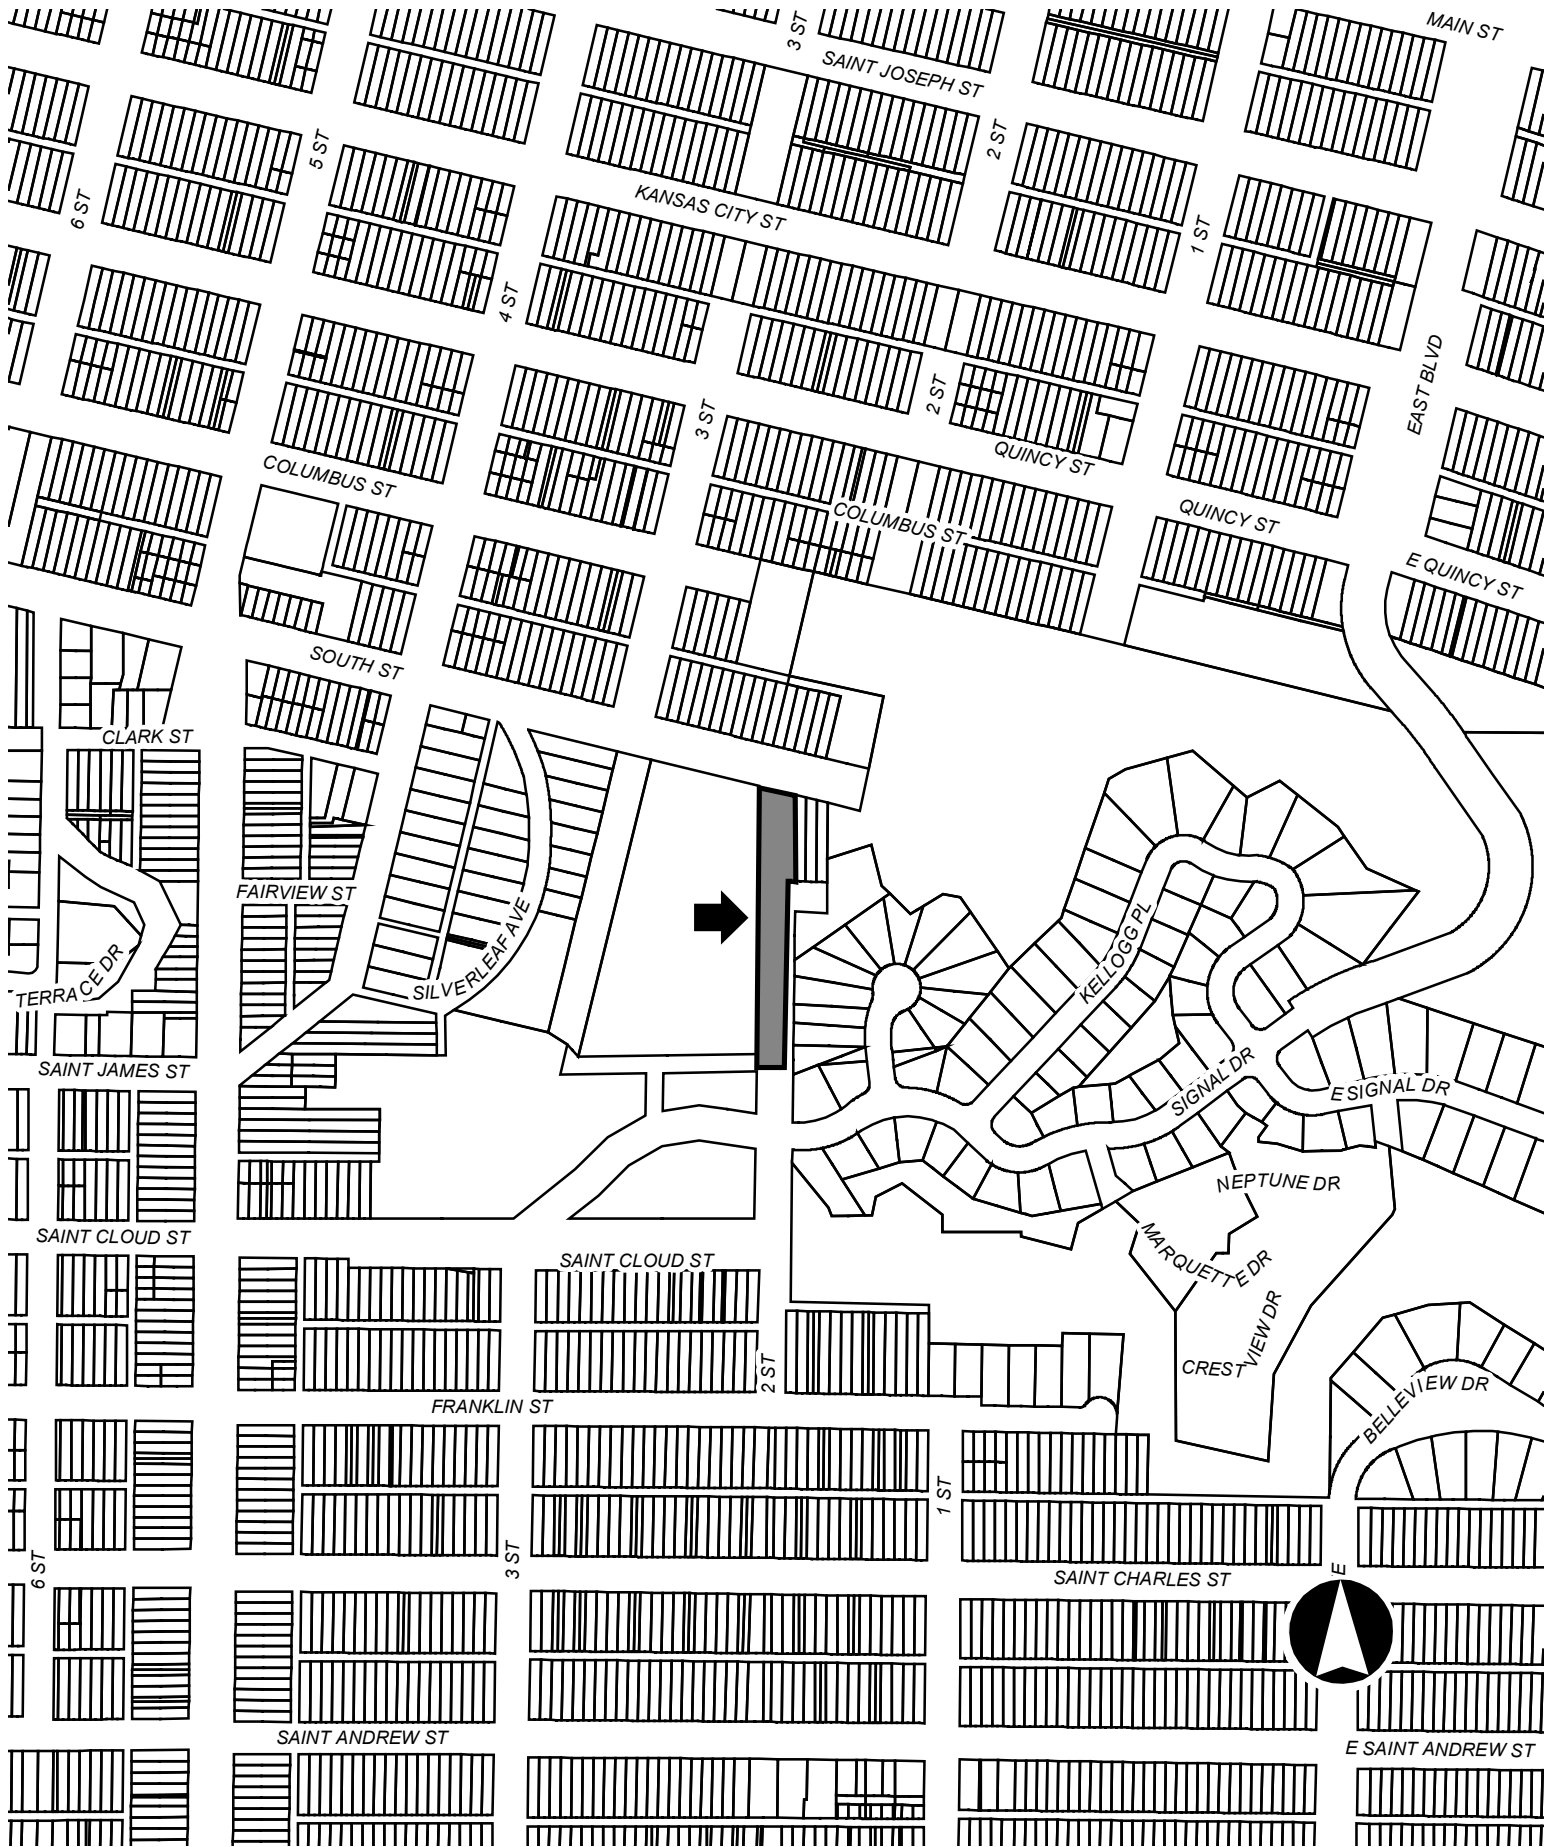 MAIN ST
3 ST
SAINT JOSEPH ST
5 ST
2 ST
KANSAS CITY ST
6 ST
1 ST
4 ST
EAST BLVD
2 ST
3 ST
QUINCY ST
COLUMBUS ST
COLUMBUS ST
QUINCY ST
E QUINCY ST
SOUTH ST
CLARK ST
FAIRVIEW ST
SILVERLEAF AVE
KELLOGG PL
TERRACE DR
SAINT JAMES ST
SIGNAL DR
E SIGNAL DR
NEPTUNE DR
SAINT CLOUD ST
SAINT CLOUD ST
MARQUETTE DR
CRESTVIEW DR
2 ST
FRANKLIN ST
BELLEVIEW DR
1 ST
3 ST
6 ST
E
SAINT CHARLES ST
SAINT ANDREW ST
E SAINT ANDREW ST